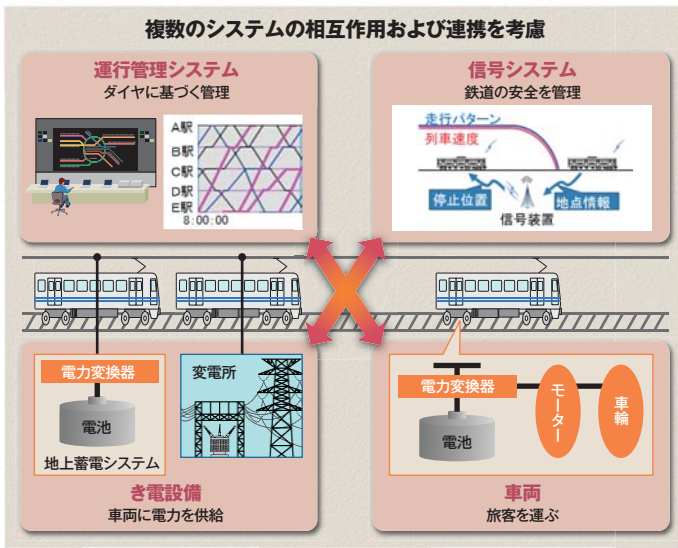 複数のシステムの相互作用および連携を考慮
運行管理システム
ダイヤに基づく管理
A駅
B駅
C駅
D駅
E駅
8:00:00
信号システム
鉄道の安全を管理
走行パターン
列車速度
停止位置
地点情報
信号装置
電力変換器
電池
地上蓄電システム
変電所
き電設備
車両に電力を供給
電力変換器
電池
モーター
車輪
車両
旅客を運ぶ